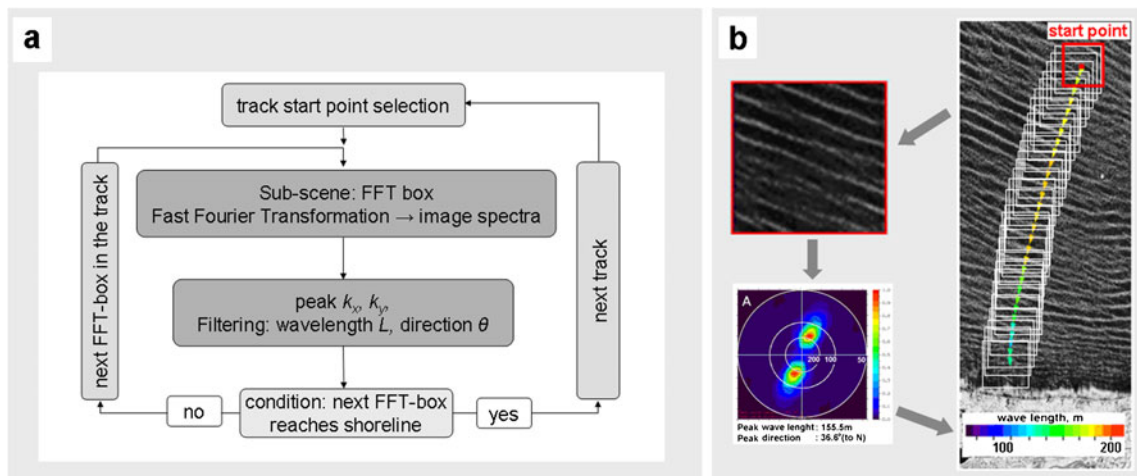 a
track start point selection
next FFT-box in the track
Sub-scene: FFT box
Fast Fourier Transformation → image spectra
next track
peak kx, ky,
Filtering: wavelength L, direction θ
no
condition: next FFT-box
reaches shoreline
yes
b
start point
A
200 100 50
Peak wave lenght : 155.5m
Peak direction : 36.6°(to N)
wave length, m
100 200